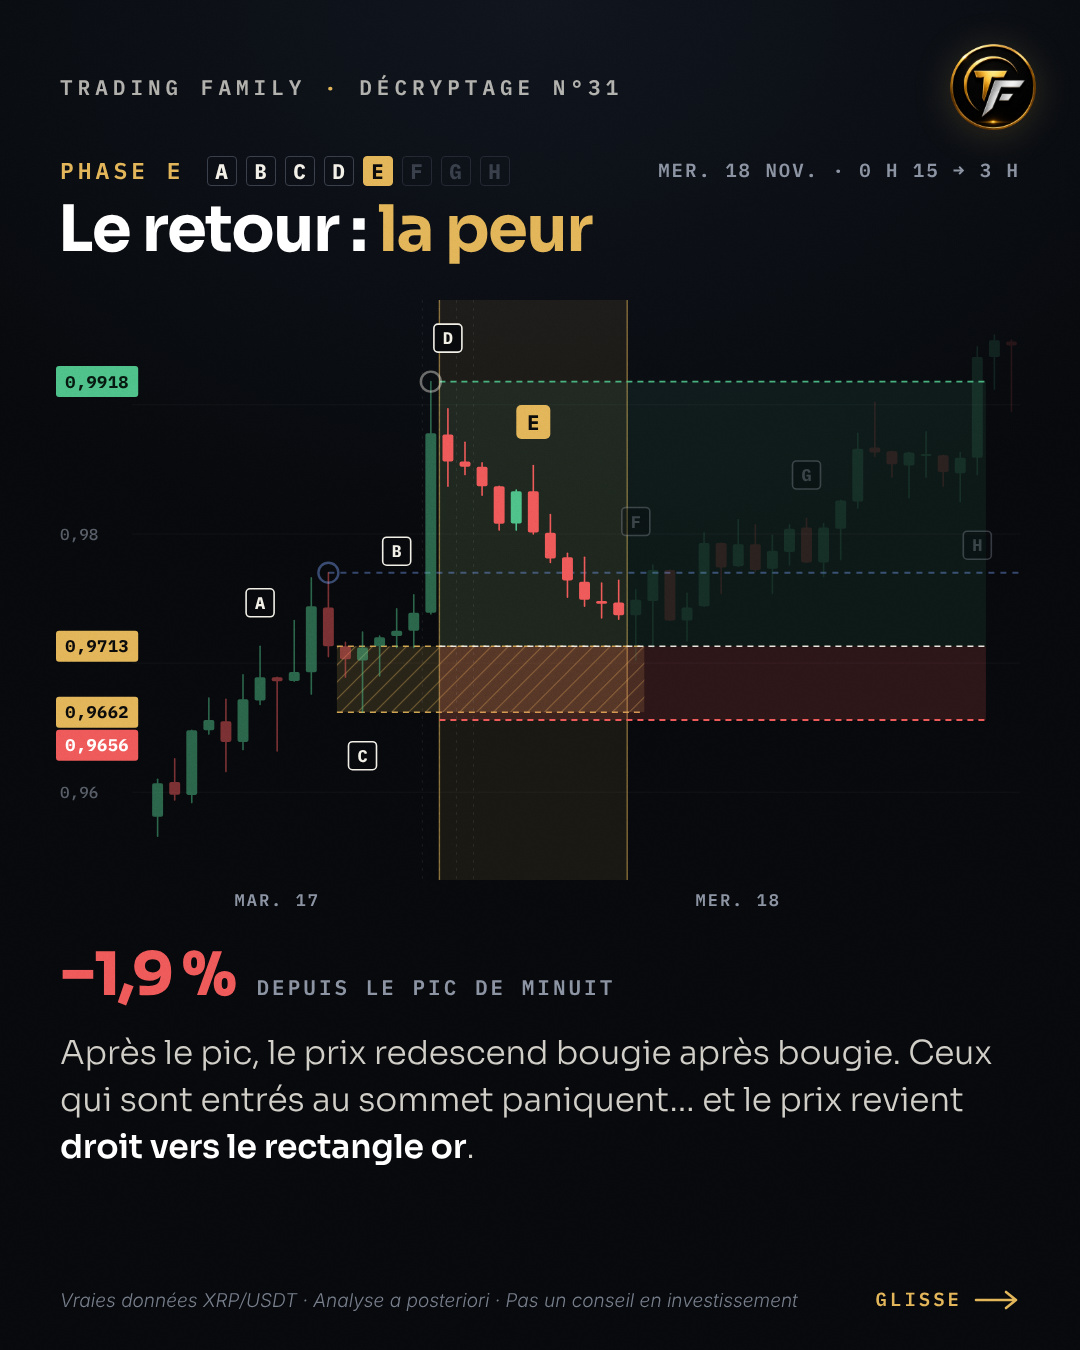 TRADING FAMILY · DÉCRYPTAGE N°31
TF
PHASE E A B C D E F G H
MER. 18 NOV. · 0 H 15 → 3 H
Le retour : la peur
D
0,9918
E
G
F
0,98
B
H
A
0,9713
0,9662
0,9656
C
0,96
MAR. 17
MER. 18
−1,9 % DEPUIS LE PIC DE MINUIT
Après le pic, le prix redescend bougie après bougie. Ceux
qui sont entrés au sommet paniquent... et le prix revient
droit vers le rectangle or.
Vraies données XRP/USDT · Analyse a posteriori · Pas un conseil en investissement
GLISSE →